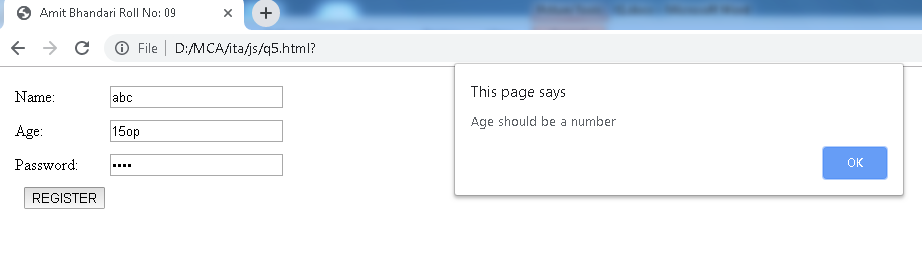 Amit Bhandari Roll No: 09
File | D:/MCA/ita/js/q5.html?
This page says
Name: abc
Age should be a number
Age: 15op
Password: ••••
OK
REGISTER